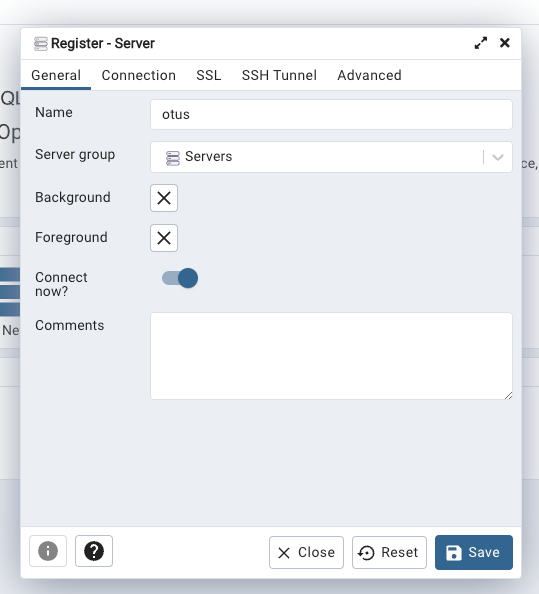 Register - Server
General Connection SSL SSH Tunnel Advanced
QL
Name otus
Op
Server group Servers
ent
ce,
Background
Foreground
Connect
now?
Comments
Ne
Close Reset Save